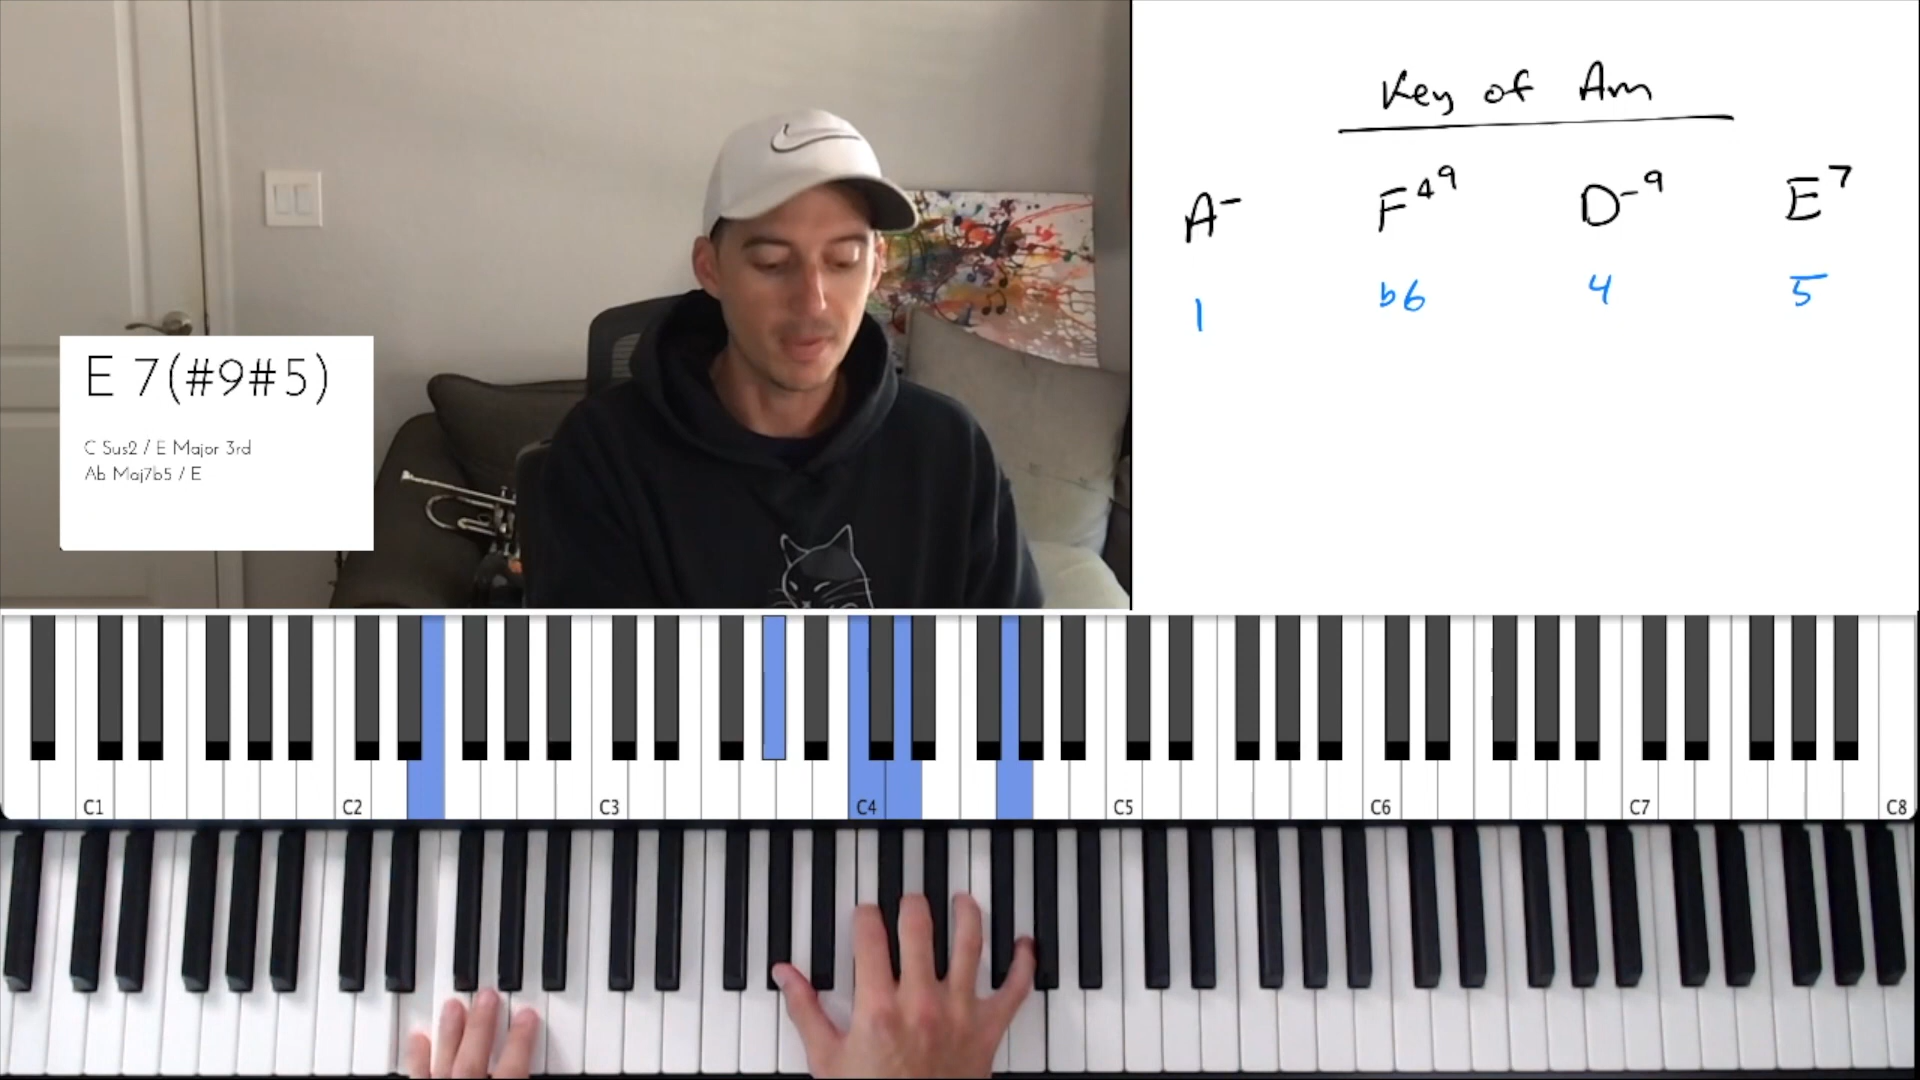 Key of Am
A- F△9 D-9 E7
1 b6 4 5
E 7(#9#5)
C Sus2 / E Major 3rd
Ab Maj7b5 / E
C1 C2 C3 C4 C5 C6 C7 C8